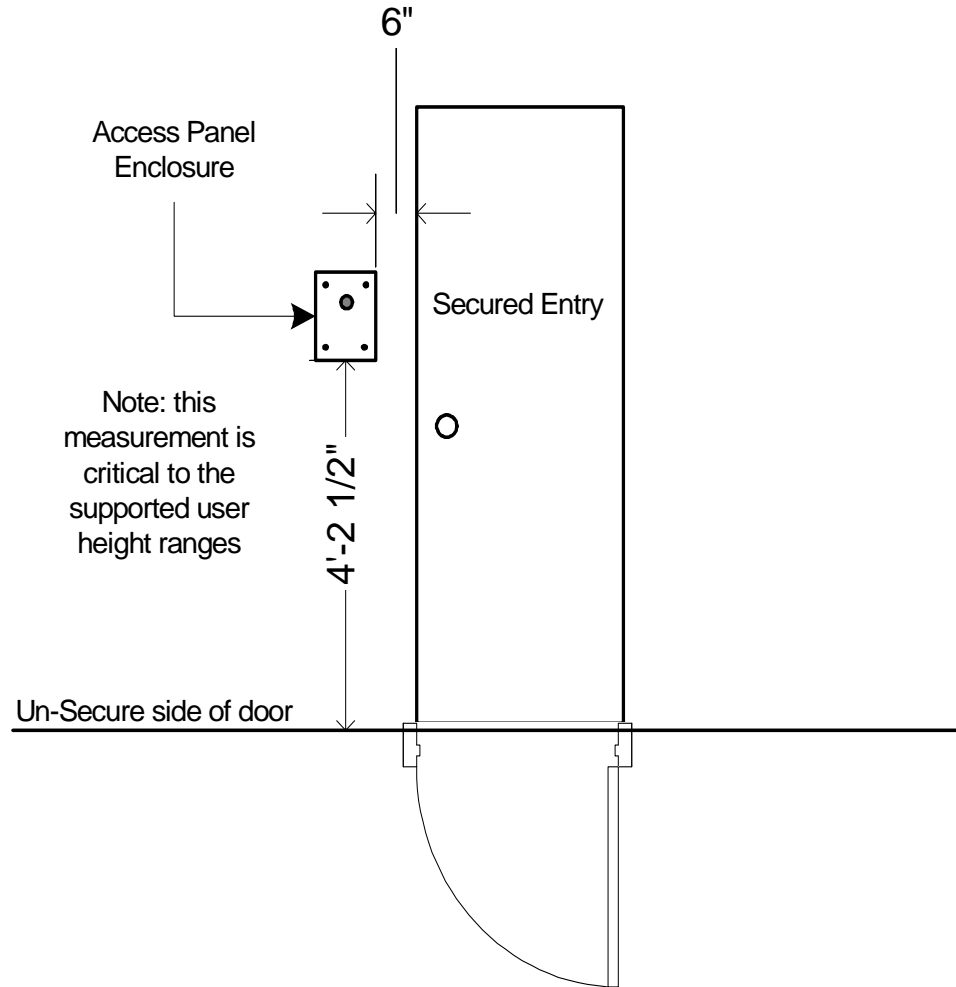 6"
Access Panel
Enclosure
Secured Entry
Note: this
measurement is
critical to the
supported user
height ranges
4'-2 1/2"
Un-Secure side of door